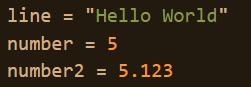 line = "Hello World"
number = 5
number2 = 5.123